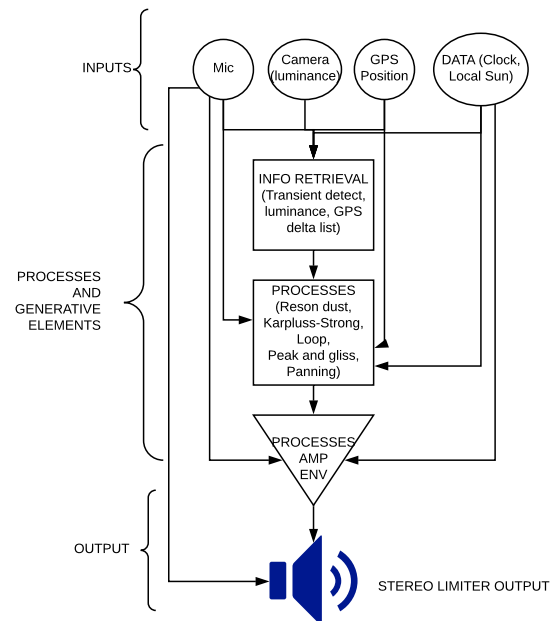 INPUTS
Mic
Camera
(luminance)
GPS
Position
DATA (Clock,
Local Sun)
INFO RETRIEVAL
(Transient detect,
luminance, GPS
delta list)
PROCESSES
AND
GENERATIVE
ELEMENTS
PROCESSES
(Reson dust,
Karpluss-Strong,
Loop,
Peak and gliss,
Panning)
PROCESSES
AMP
ENV
OUTPUT
STEREO LIMITER OUTPUT